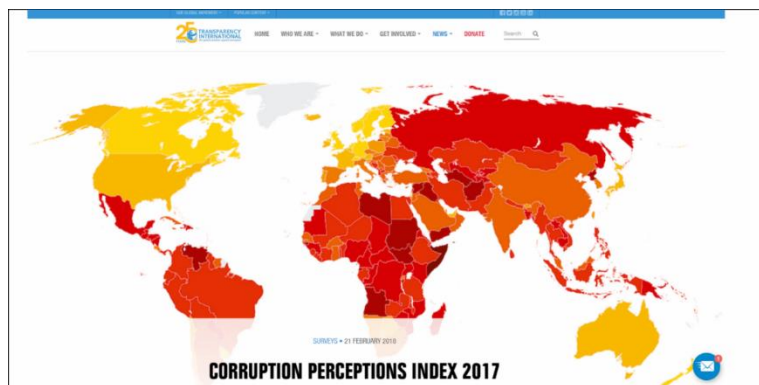 25 TRANSPARENCY
INTERNATIONAL
HOME WHO WE ARE WHAT WE DO GET INVOLVED NEWS DONATE Search
SURVEYS • 21 FEBRUARY 2018
CORRUPTION PERCEPTIONS INDEX 2017